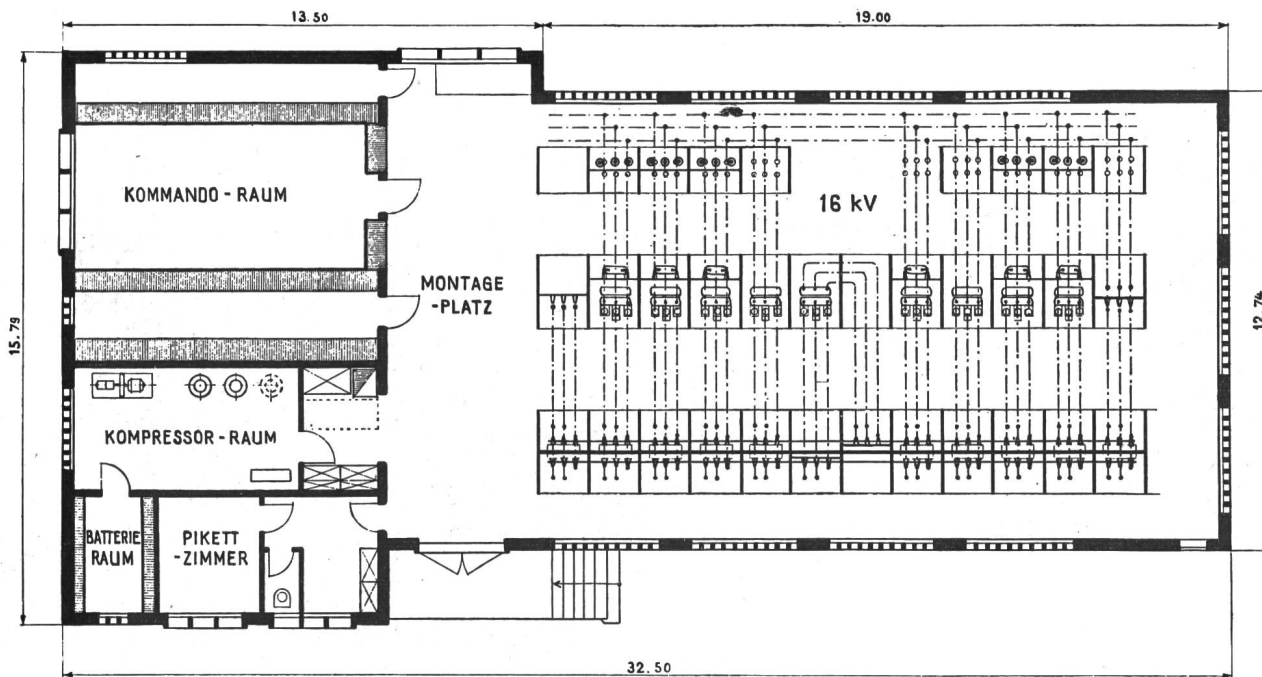 13.50
19.00
KOMMANDO - RAUM
16 kV
MONTAGE
-PLATZ
15.79
12.74
KOMPRESSOR - RAUM
BATTERIE
RAUM
PIKETT
-ZIMMER
32.50